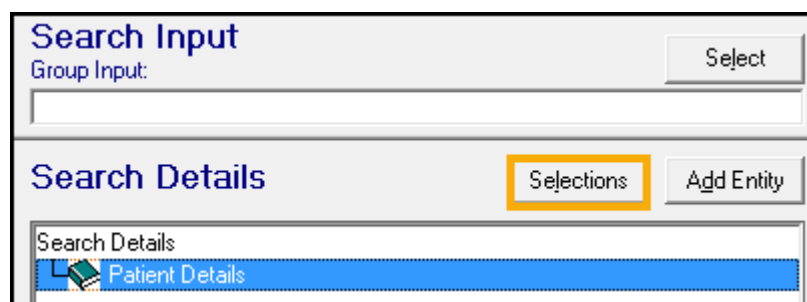 Search Input
Group Input:
Select
Search Details
Selections
Add Entity
Search Details
Patient Details